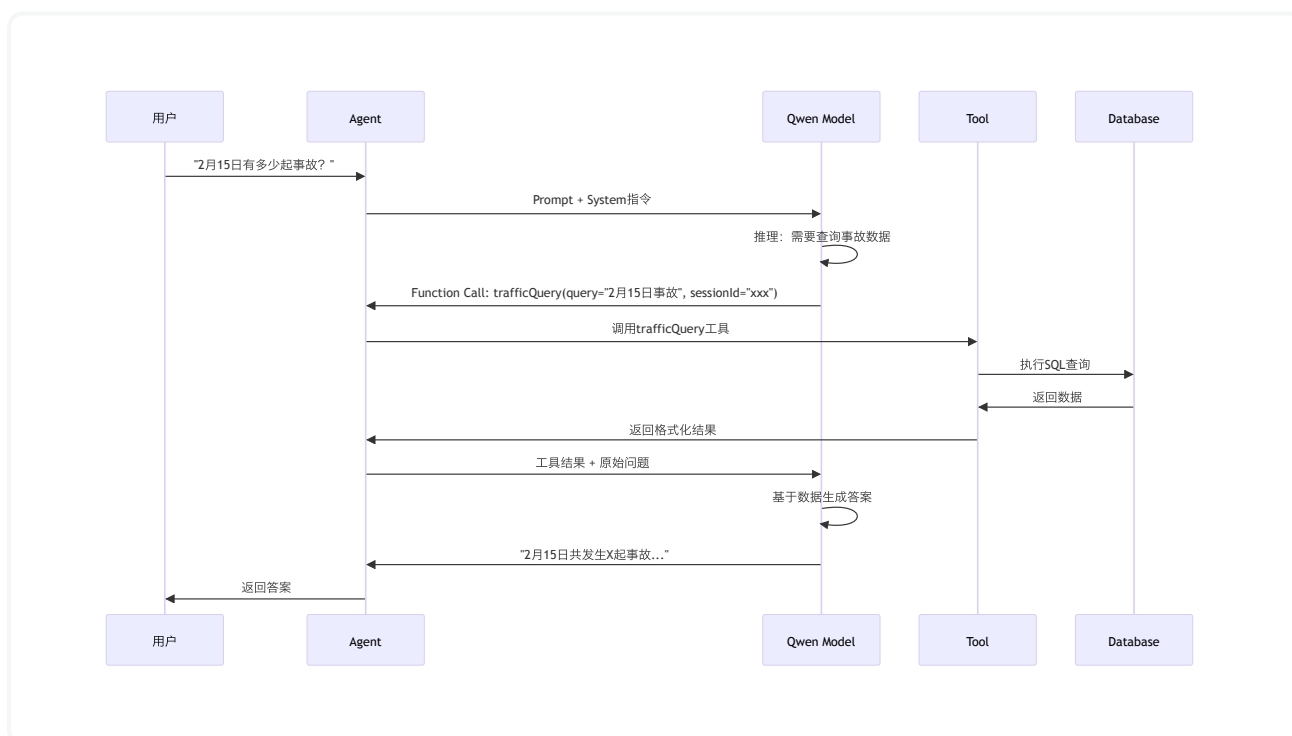 用户
Agent
Qwen Model
Tool
Database
"2月15日有多少起事故？"
Prompt + System指令
推理：需要查询事故数据
Function Call: trafficQuery(query="2月15日事故", sessionId="xxx")
调用trafficQuery工具
执行SQL查询
返回数据
返回格式化结果
工具结果 + 原始问题
基于数据生成答案
"2月15日共发生X起事故..."
返回答案
用户
Agent
Qwen Model
Tool
Database